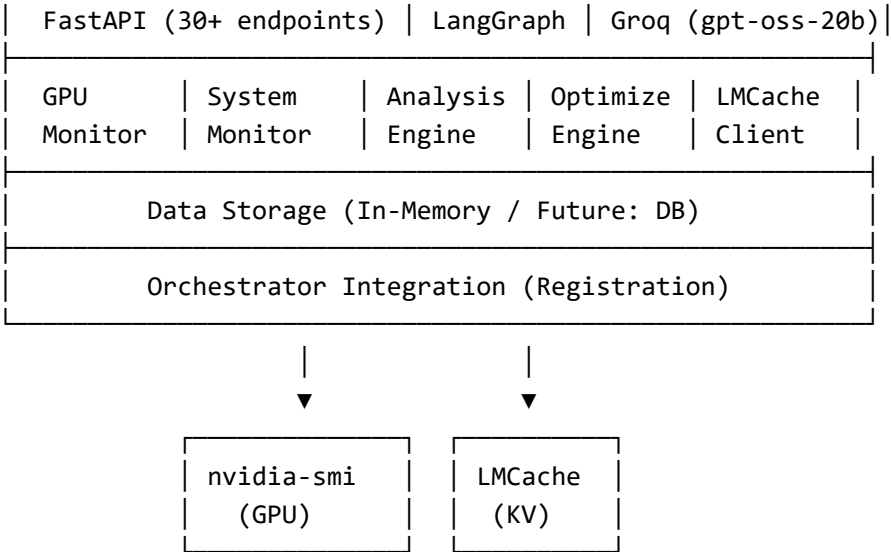 FastAPI (30+ endpoints) | LangGraph | Groq (gpt-oss-20b)|
GPU | System | Analysis | Optimize | LMCache |
Monitor | Monitor | Engine | Engine | Client |
Data Storage (In-Memory / Future: DB)
Orchestrator Integration (Registration)
nvidia-smi | LMCache
(GPU) | (KV)